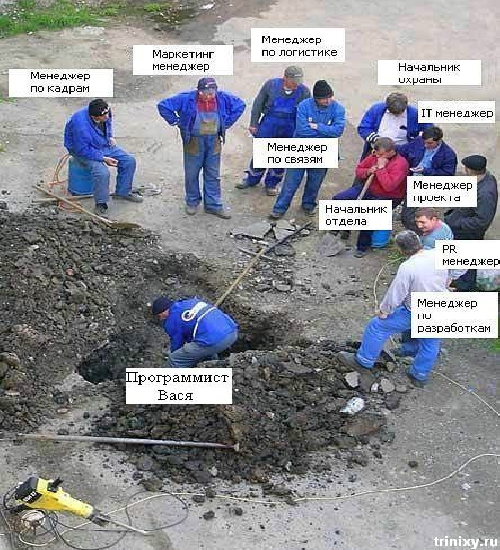 Менеджер
по логистике
Маркетинг
менеджер
Начальник
охраны
Менеджер
по кадрам
IT менеджер
Менеджер
по связям
Менеджер
проекта
Начальник
отдела
PR
менеджер
Менеджер
по
разработкам
Программист
Вася
trinixy.ru